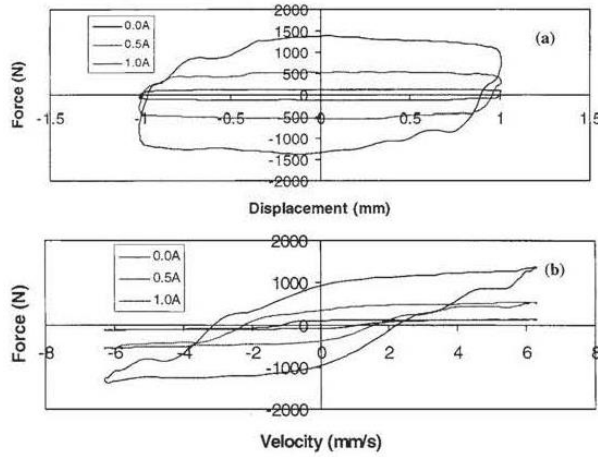 2000
(a)
0.0A
0.5A
1.0A
1500
1000
500
0
-1.5 -1 -0.5 0 0.5 1 1.5
-500
-1000
-1500
-2000
Force (N)
Displacement (mm)
2000
0.0A
0.5A
1.0A
(b)
1000
0
-8 -6 -4 -2 0 2 4 6 8
-1000
-2000
Force (N)
Velocity (mm/s)